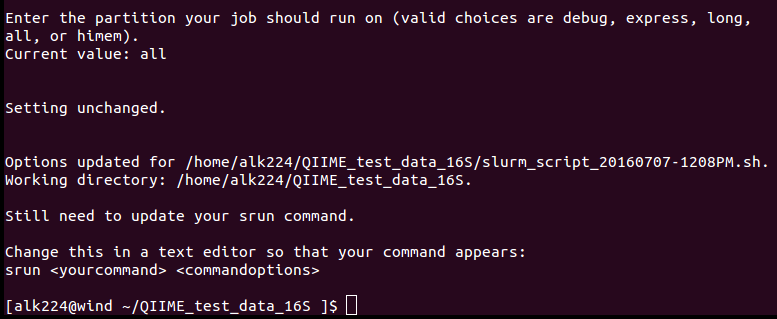 Enter the partition your job should run on (valid choices are debug, express, long,
all, or himem).
Current value: all
Setting unchanged.
Options updated for /home/alk224/QIIME_test_data_16S/slurm_script_20160707-1208PM.sh.
Working directory: /home/alk224/QIIME_test_data_16S.
Still need to update your srun command.
Change this in a text editor so that your command appears:
srun <yourcommand> <commandoptions>
[alk224@wind ~/QIIME_test_data_16S ]$